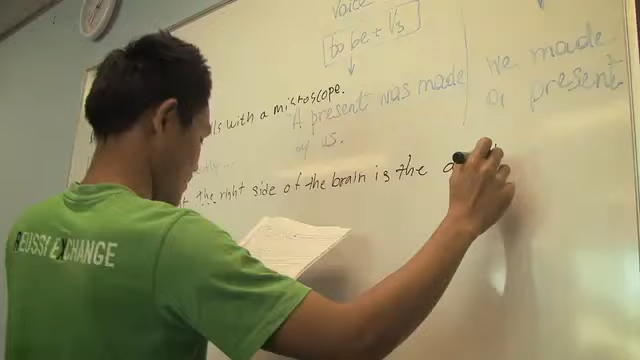 voice
to be + V3
we made
a present
"A present was made
by us.
with a microscope.
the right side of the brain is the
REUSSI EXCHANGE